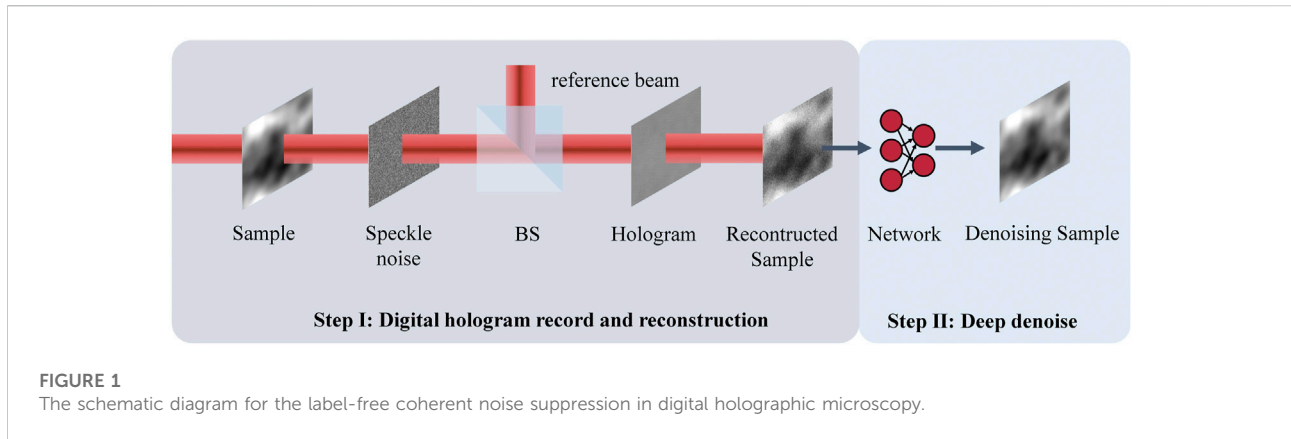 reference beam
Sample
Speckle
noise
BS
Hologram
Recontructed
Sample
Network
Denoising Sample
Step I: Digital hologram record and reconstruction
Step II: Deep denoise
FIGURE 1
The schematic diagram for the label-free coherent noise suppression in digital holographic microscopy.